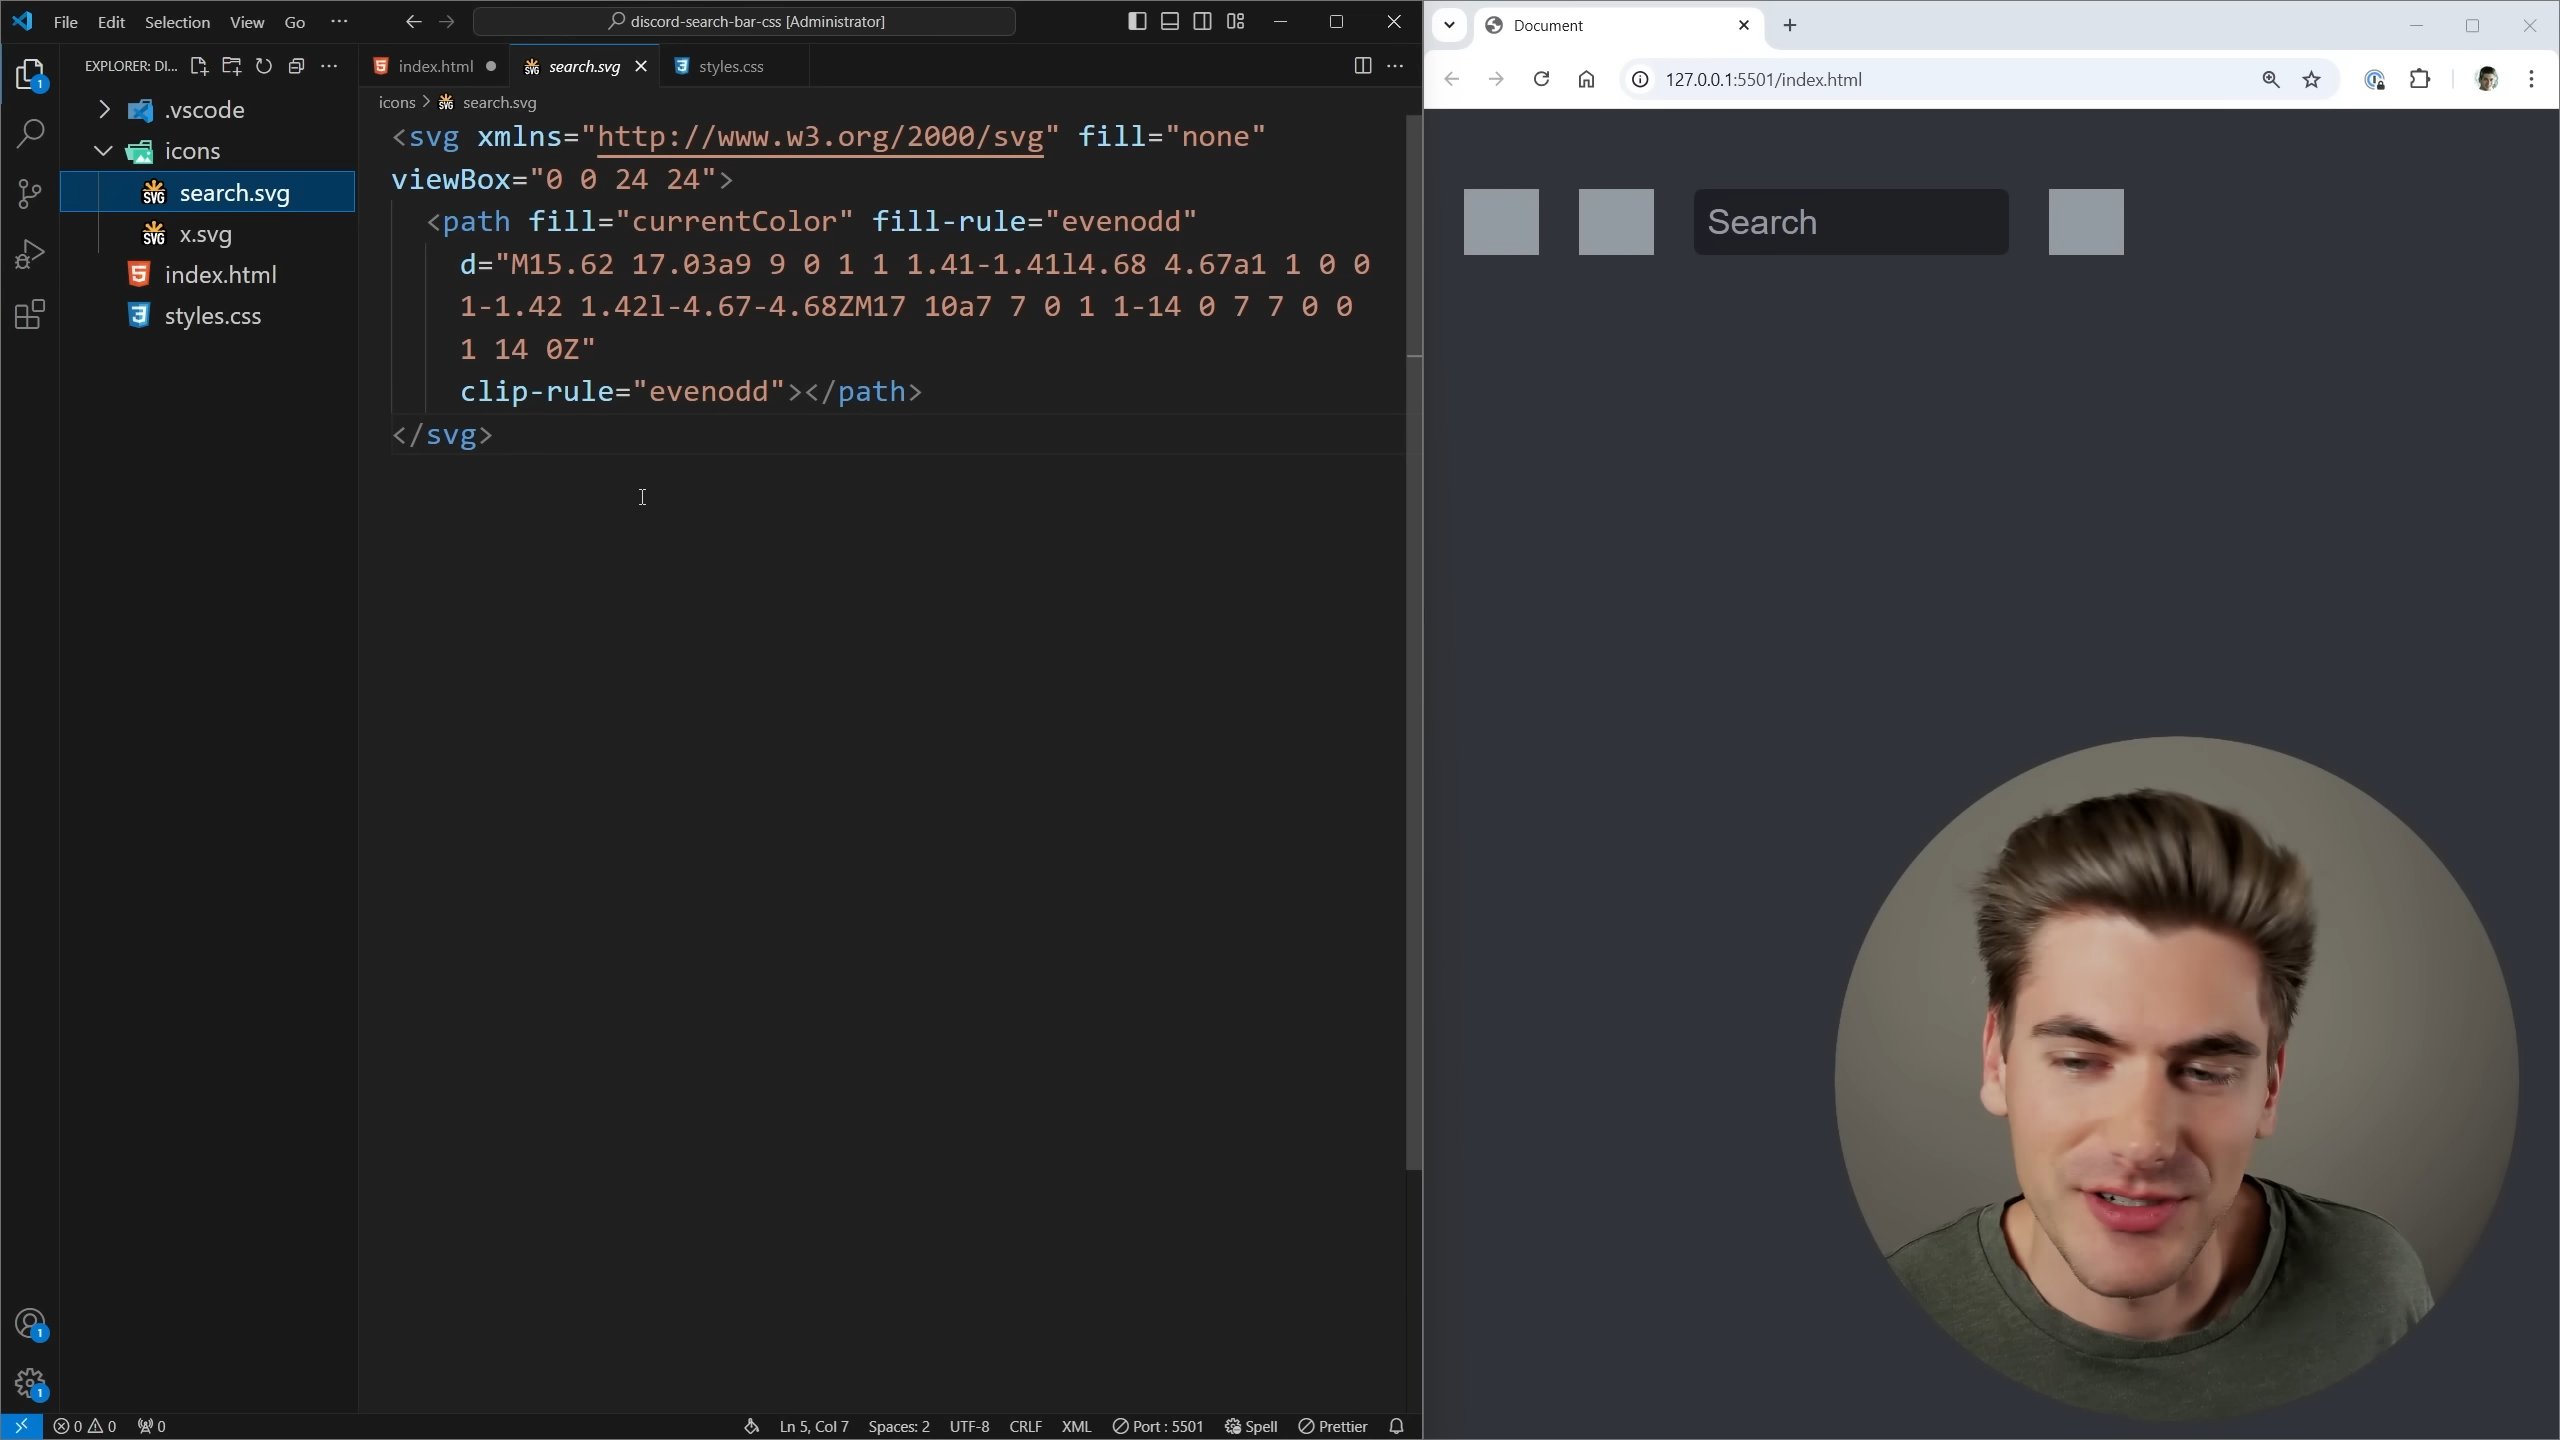 File Edit Selection View Go ···
discord-search-bar-css [Administrator]
EXPLORER: DI...
.vscode
icons
search.svg
x.svg
index.html
styles.css
index.html
search.svg
styles.css
icons > search.svg
<svg xmlns="http://www.w3.org/2000/svg" fill="none"
viewBox="0 0 24 24">
<path fill="currentColor" fill-rule="evenodd"
d="M15.62 17.03a9 9 0 1 1 1.41-1.41l4.68 4.67a1 1 0 0
1-1.42 1.42l-4.67-4.68ZM17 10a7 7 0 1 1-14 0 7 7 0 0
1 14 0Z"
clip-rule="evenodd"></path>
</svg>
1
1
1
0 0 0
Ln 5, Col 7 Spaces: 2 UTF-8 CRLF XML Port : 5501 Spell Prettier
Document
127.0.0.1:5501/index.html
Search